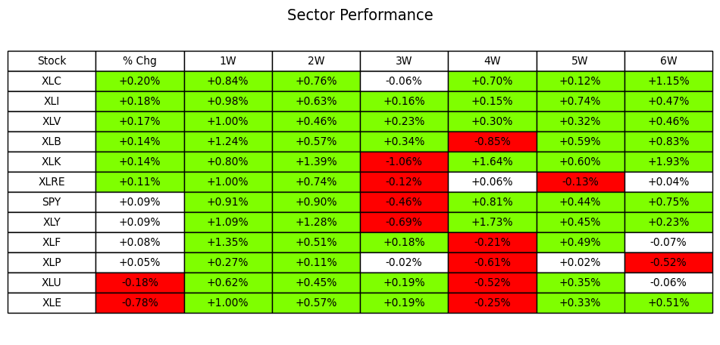 Sector Performance
Stock % Chg 1W 2W 3W 4W 5W 6W
XLC +0.20% +0.84% +0.76% -0.06% +0.70% +0.12% +1.15%
XLI +0.18% +0.98% +0.63% +0.16% +0.15% +0.74% +0.47%
XLV +0.17% +1.00% +0.46% +0.23% +0.30% +0.32% +0.46%
XLB +0.14% +1.24% +0.57% +0.34% -0.85% +0.59% +0.83%
XLK +0.14% +0.80% +1.39% -1.06% +1.64% +0.60% +1.93%
XLRE +0.11% +1.00% +0.74% -0.12% +0.06% -0.13% +0.04%
SPY +0.09% +0.91% +0.90% -0.46% +0.81% +0.44% +0.75%
XLY +0.09% +1.09% +1.28% -0.69% +1.73% +0.45% +0.23%
XLF +0.08% +1.35% +0.51% +0.18% -0.21% +0.49% -0.07%
XLP +0.05% +0.27% +0.11% -0.02% -0.61% +0.02% -0.52%
XLU -0.18% +0.62% +0.45% +0.19% -0.52% +0.35% -0.06%
XLE -0.78% +1.00% +0.57% +0.19% -0.25% +0.33% +0.51%